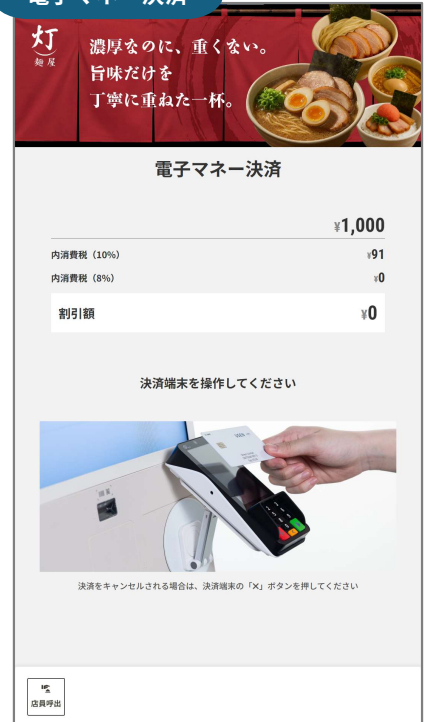 電子マネー決済
灯
麺屋
濃厚なのに、重くない。
旨味だけを
丁寧に重ねた一杯。
電子マネー決済
¥1,000
内消費税（10%） ¥91
内消費税（8%） ¥0
割引額 ¥0
決済端末を操作してください
決済をキャンセルされる場合は、決済端末の「✕」ボタンを押してください
店員呼出